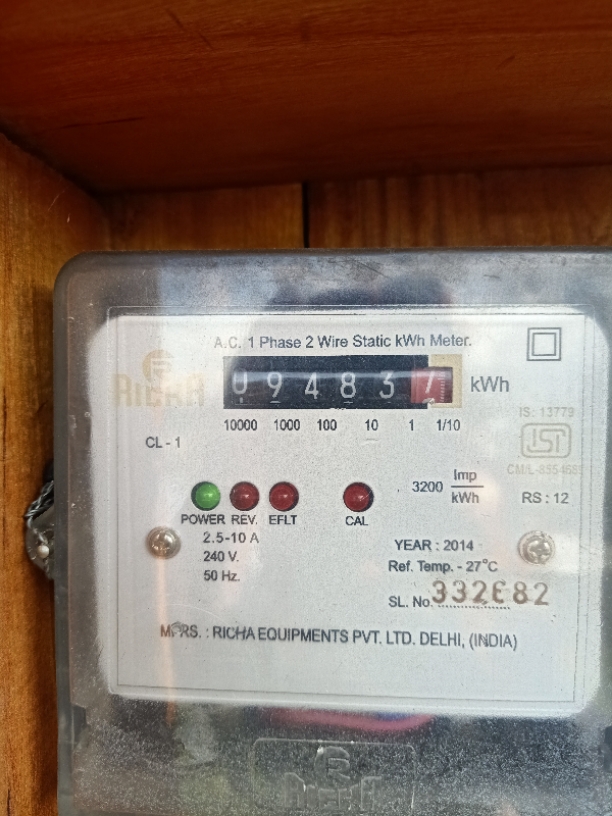 A.C. 1 Phase 2 Wire Static kWh Meter.
RICHA
094837 kWh
10000 1000 100 10 1 1/10
IS: 13779
ISI
CL - 1
3200 Imp/kWh
RS : 12
POWER REV. EFLT CAL
2.5-10 A
240 V.
50 Hz.
YEAR : 2014
Ref. Temp. - 27°C
SL. No. 332682
MFRS. : RICHA EQUIPMENTS PVT. LTD. DELHI, (INDIA)
RICHA